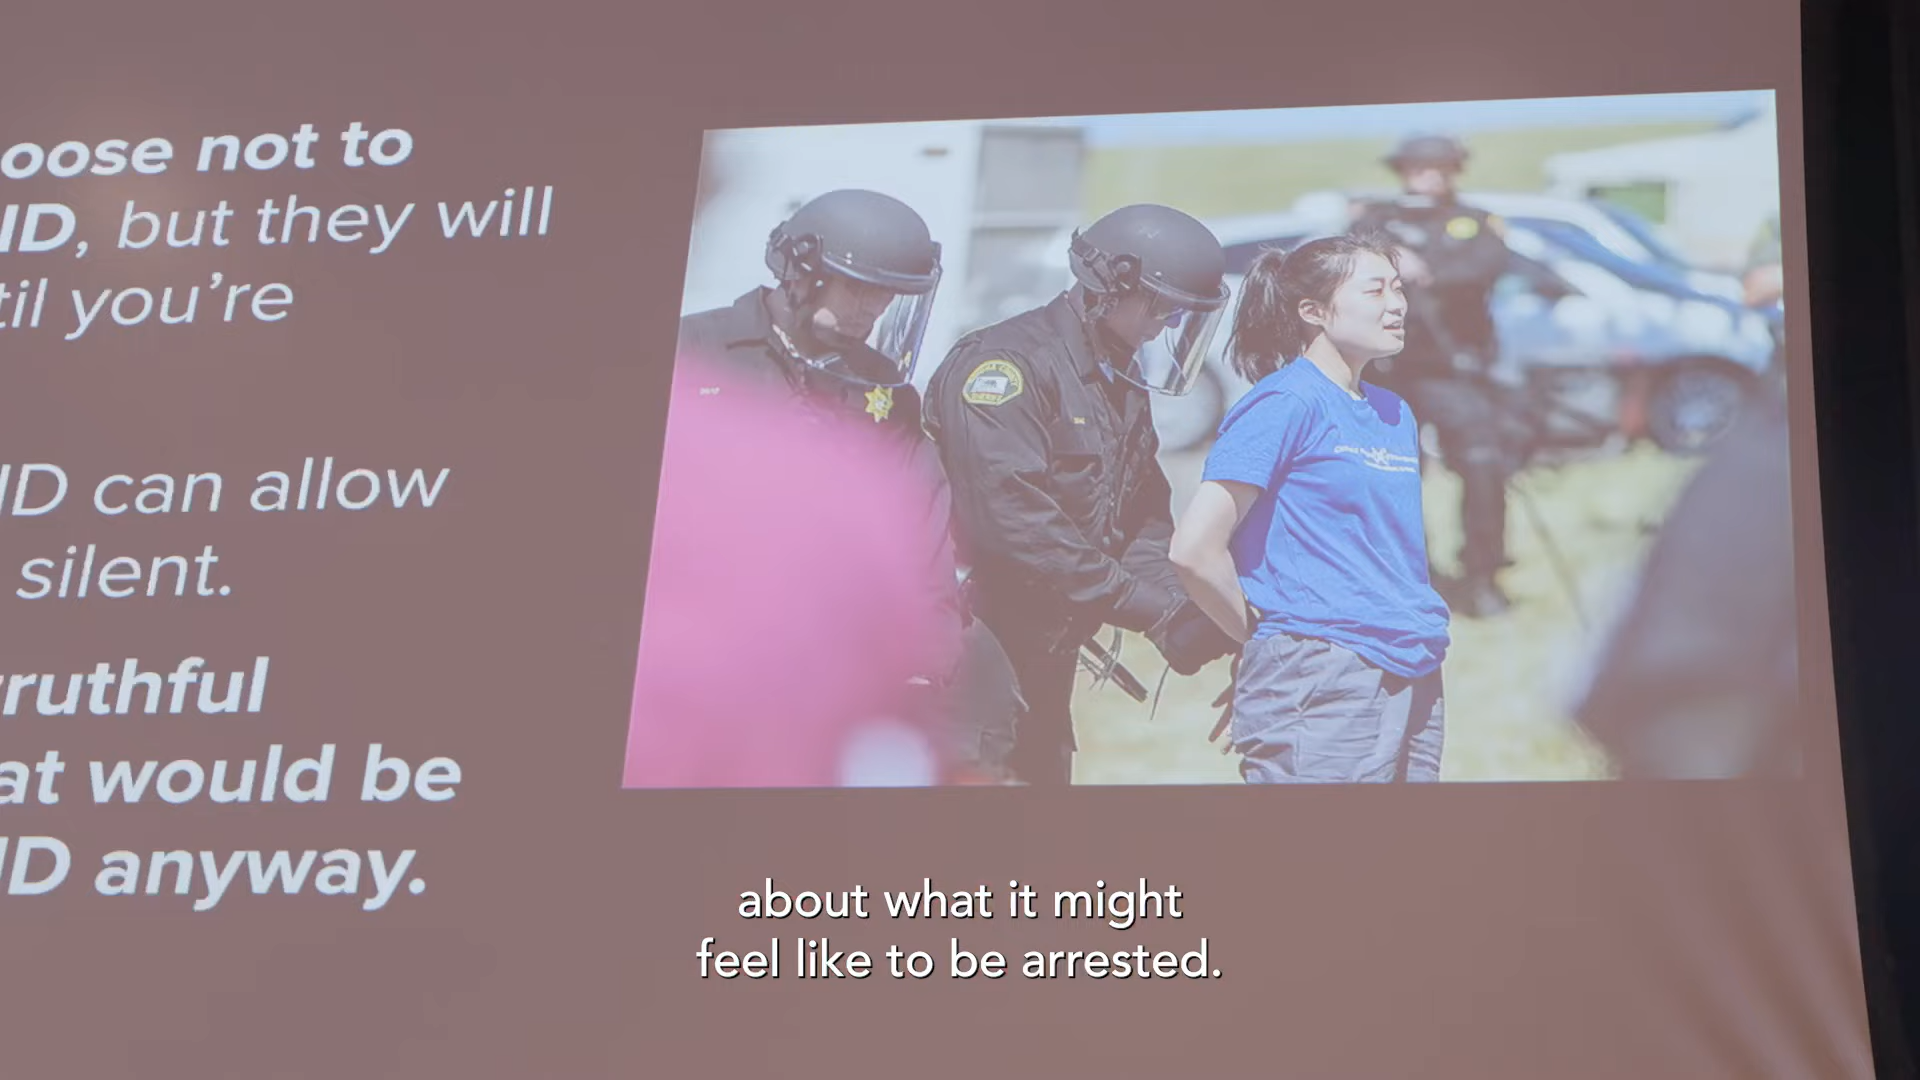 oose not to
ID, but they will
til you're
ID can allow
silent.
ruthful
at would be
ID anyway.
about what it might
feel like to be arrested.